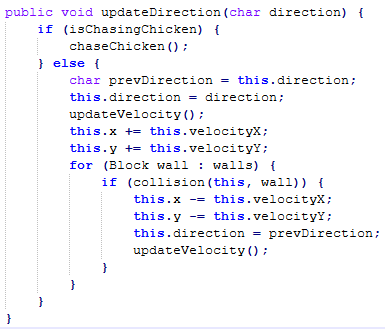 public void updateDirection(char direction) {
    if (isChasingChicken) {
        chaseChicken();
    } else {
        char prevDirection = this.direction;
        this.direction = direction;
        updateVelocity();
        this.x += this.velocityX;
        this.y += this.velocityY;
        for (Block wall : walls) {
            if (collision(this, wall)) {
                this.x -= this.velocityX;
                this.y -= this.velocityY;
                this.direction = prevDirection;
                updateVelocity();
            }
        }
    }
}